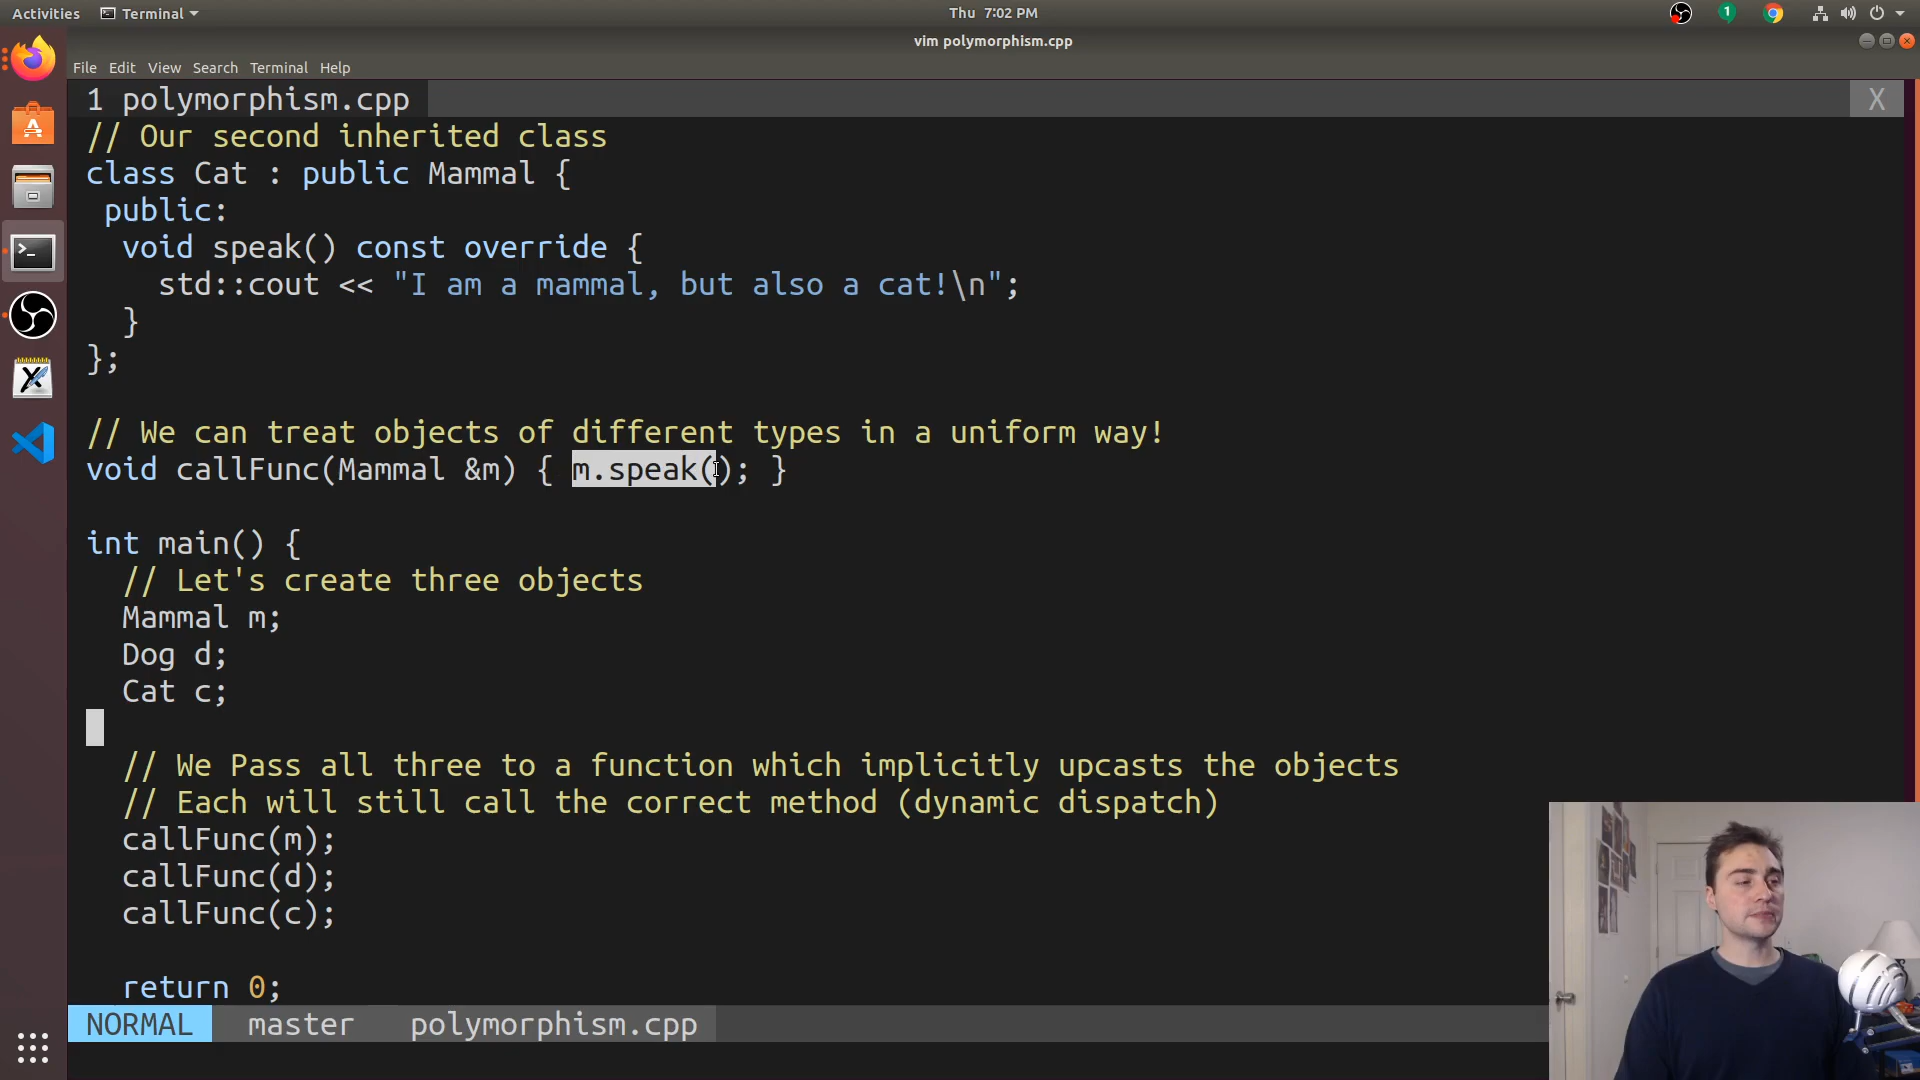 Activities
Terminal
Thu 7:02 PM
1
vim polymorphism.cpp
File Edit View Search Terminal Help
1 polymorphism.cpp
X
// Our second inherited class
class Cat : public Mammal {
public:
void speak() const override {
std::cout << "I am a mammal, but also a cat!\n";
}
};
// We can treat objects of different types in a uniform way!
void callFunc(Mammal &m) { m.speak(); }
int main() {
// Let's create three objects
Mammal m;
Dog d;
Cat c;
// We Pass all three to a function which implicitly upcasts the objects
// Each will still call the correct method (dynamic dispatch)
callFunc(m);
callFunc(d);
callFunc(c);
return 0;
NORMAL master polymorphism.cpp